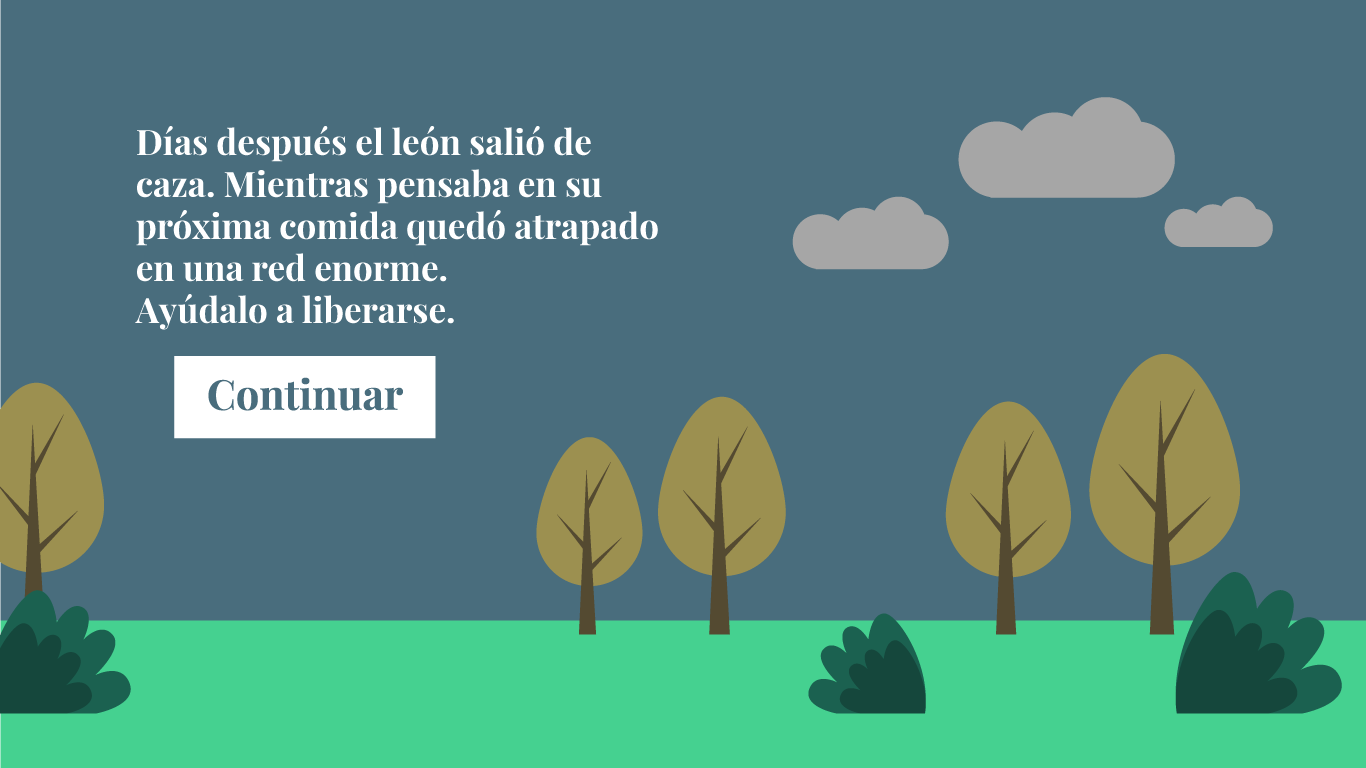 Días después el león salió de
caza. Mientras pensaba en su
próxima comida quedó atrapado
en una red enorme.
Ayúdalo a liberarse.
Continuar